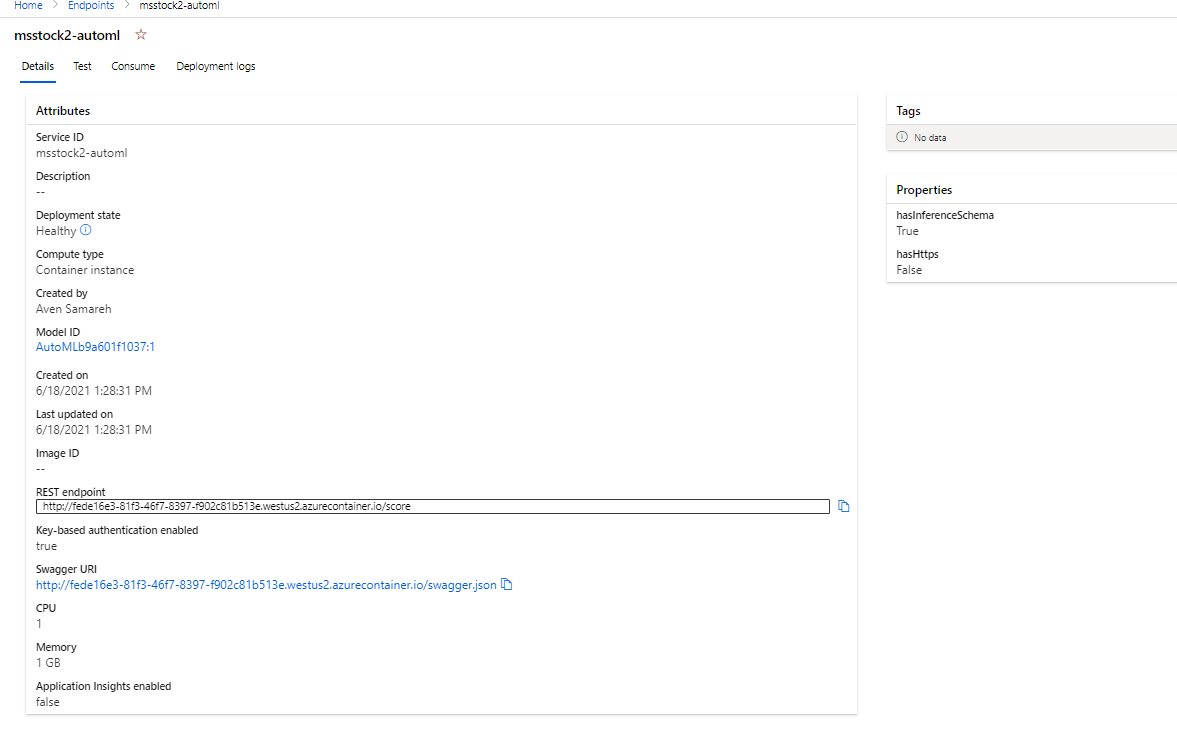 Home > Endpoints > msstock2-automl
msstock2-automl
Details Test Consume Deployment logs
Attributes
Service ID
msstock2-automl
Description
--
Deployment state
Healthy
Compute type
Container instance
Created by
Aven Samareh
Model ID
AutoMLb9a601f1037:1
Created on
6/18/2021 1:28:31 PM
Last updated on
6/18/2021 1:28:31 PM
Image ID
--
REST endpoint
http://fede16e3-81f3-46f7-8397-f902c81b513e.westus2.azurecontainer.io/score
Key-based authentication enabled
true
Swagger URI
http://fede16e3-81f3-46f7-8397-f902c81b513e.westus2.azurecontainer.io/swagger.json
CPU
1
Memory
1 GB
Application Insights enabled
false
Tags
No data
Properties
hasInferenceSchema
True
hasHttps
False